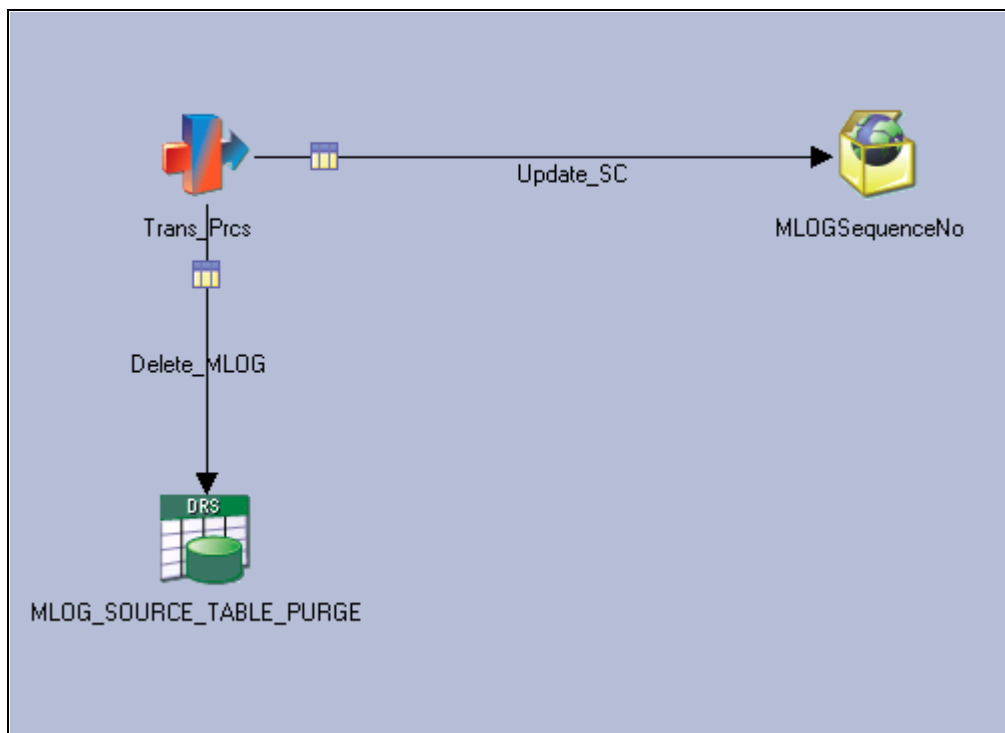 Update_SC
Trans_Prcs
MLOGSequenceNo
Delete_MLOG
DRS
MLOG_SOURCE_TABLE_PURGE